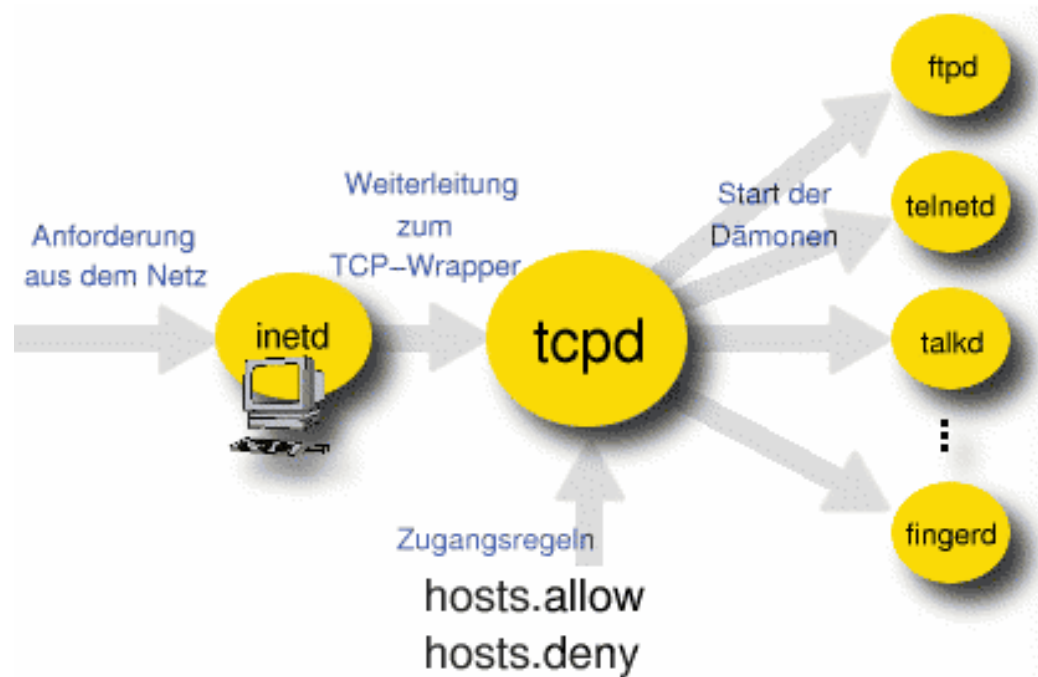 Anforderung
aus dem Netz
inetd
Weiterleitung
zum
TCP–Wrapper
tcpd
Zugangsregeln
hosts.allow
hosts.deny
Start der
Dämonen
ftpd
telnetd
talkd
⋮
fingerd